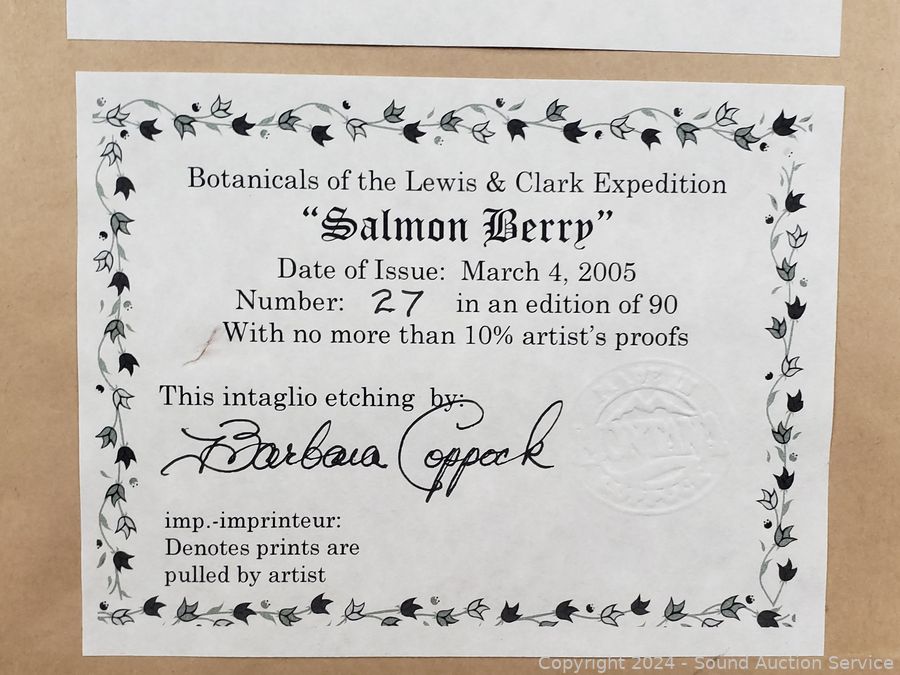 Botanicals of the Lewis & Clark Expedition
“Salmon Berry”
Date of Issue: March 4, 2005
Number: 27 in an edition of 90
With no more than 10% artist’s proofs
This intaglio etching by:
Barbara Coppock
imp.-imprinteur:
Denotes prints are
pulled by artist
Copyright 2024 - Sound Auction Service